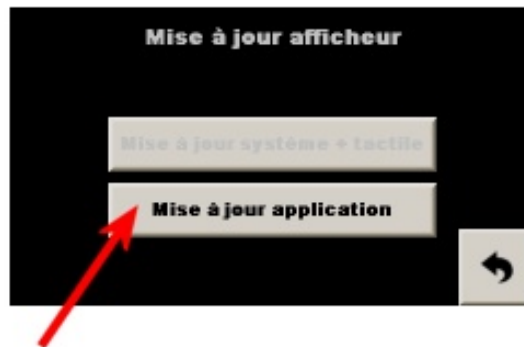 Mise à jour afficheur
Mise à jour système + tactile
Mise à jour application